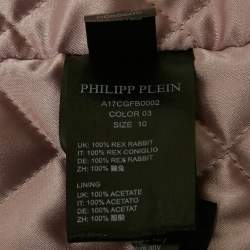 PHILIPP PLEIN
A17CGFB0002
COLOR 03
SIZE 10
UK: 100% REX RABBIT
IT: 100% REX CONIGLIO
DE: 100% REX RABBIT
ZH: 100% 獭兔
LINING
UK: 100% ACETATE
IT: 100% ACETATO
DE: 100% ACETATE
ZH: 100% 醋酸